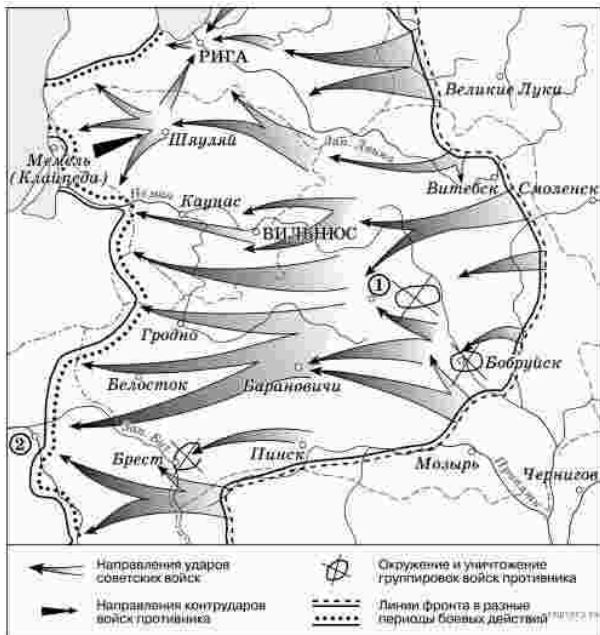 РИГА
Великие Луки
Шяуляй
Зап. Двина
Мемель
(Клайпеда)
Неман
Витебск
Смоленск
Каунас
ВИЛЬНЮС
1
Гродно
Бобруйск
Белосток
Барановичи
2
Зап. Буг
Брест
Пинск
Мозырь
Припять
Чернигов
Направления ударов
советских войск
Окружение и уничтожение
группировок войск противника
Направления контрударов
войск противника
Линии фронта в разные
периоды боевых действий